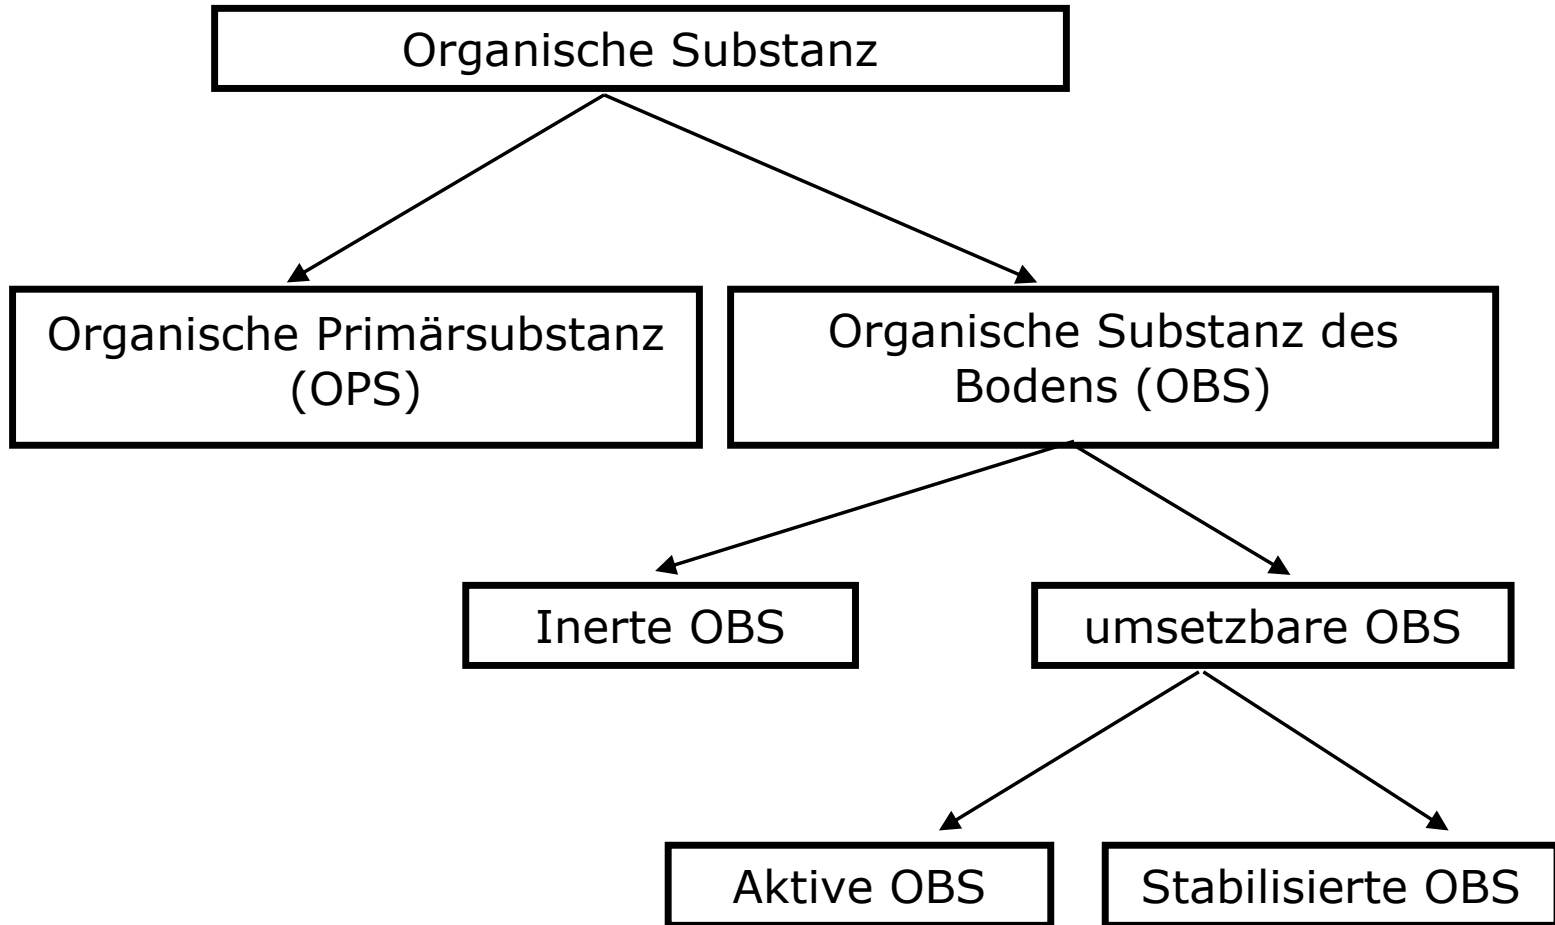 Organische Substanz
Organische Primärsubstanz
(OPS)
Organische Substanz des
Bodens (OBS)
Inerte OBS
umsetzbare OBS
Aktive OBS
Stabilisierte OBS